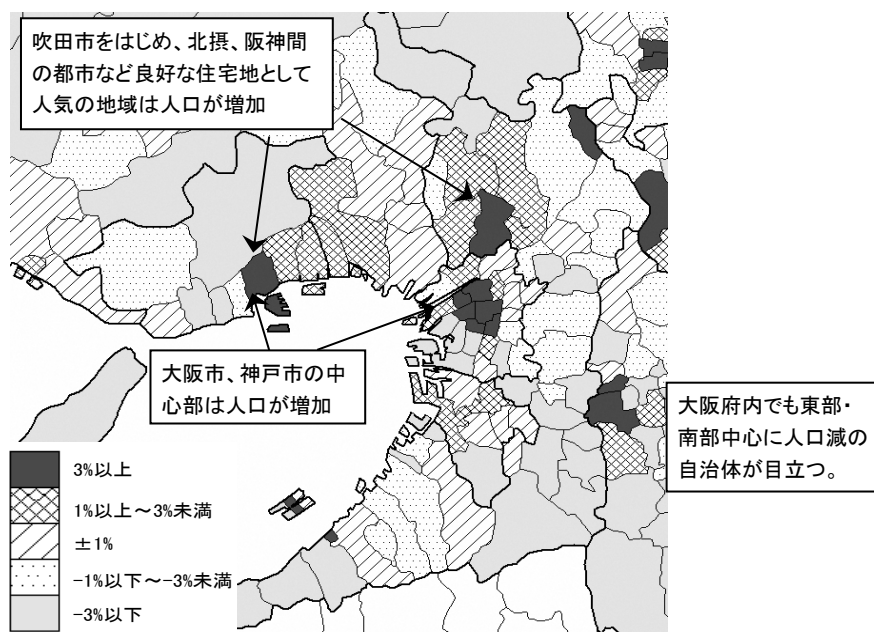 吹田市をはじめ、北摂、阪神間
の都市など良好な住宅地として
人気の地域は人口が増加
大阪市、神戸市の中
心部は人口が増加
大阪府内でも東部・
南部中心に人口減の
自治体が目立つ。
3%以上
1%以上～3%未満
±1%
-1%以下～-3%未満
-3%以下